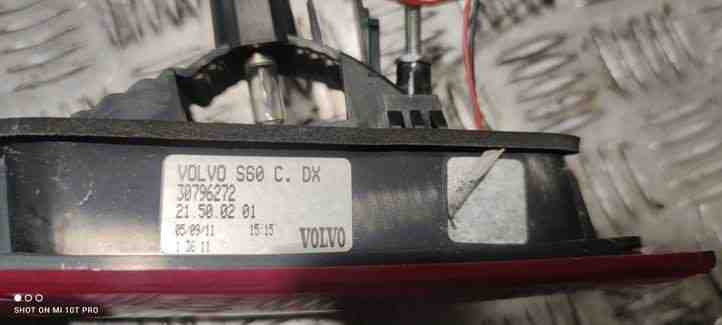 VOLVO S60 C. DX
30796272
21.50.02 01
05/09/11 15:15
1 36 11
VOLVO
SHOT ON MI 10T PRO